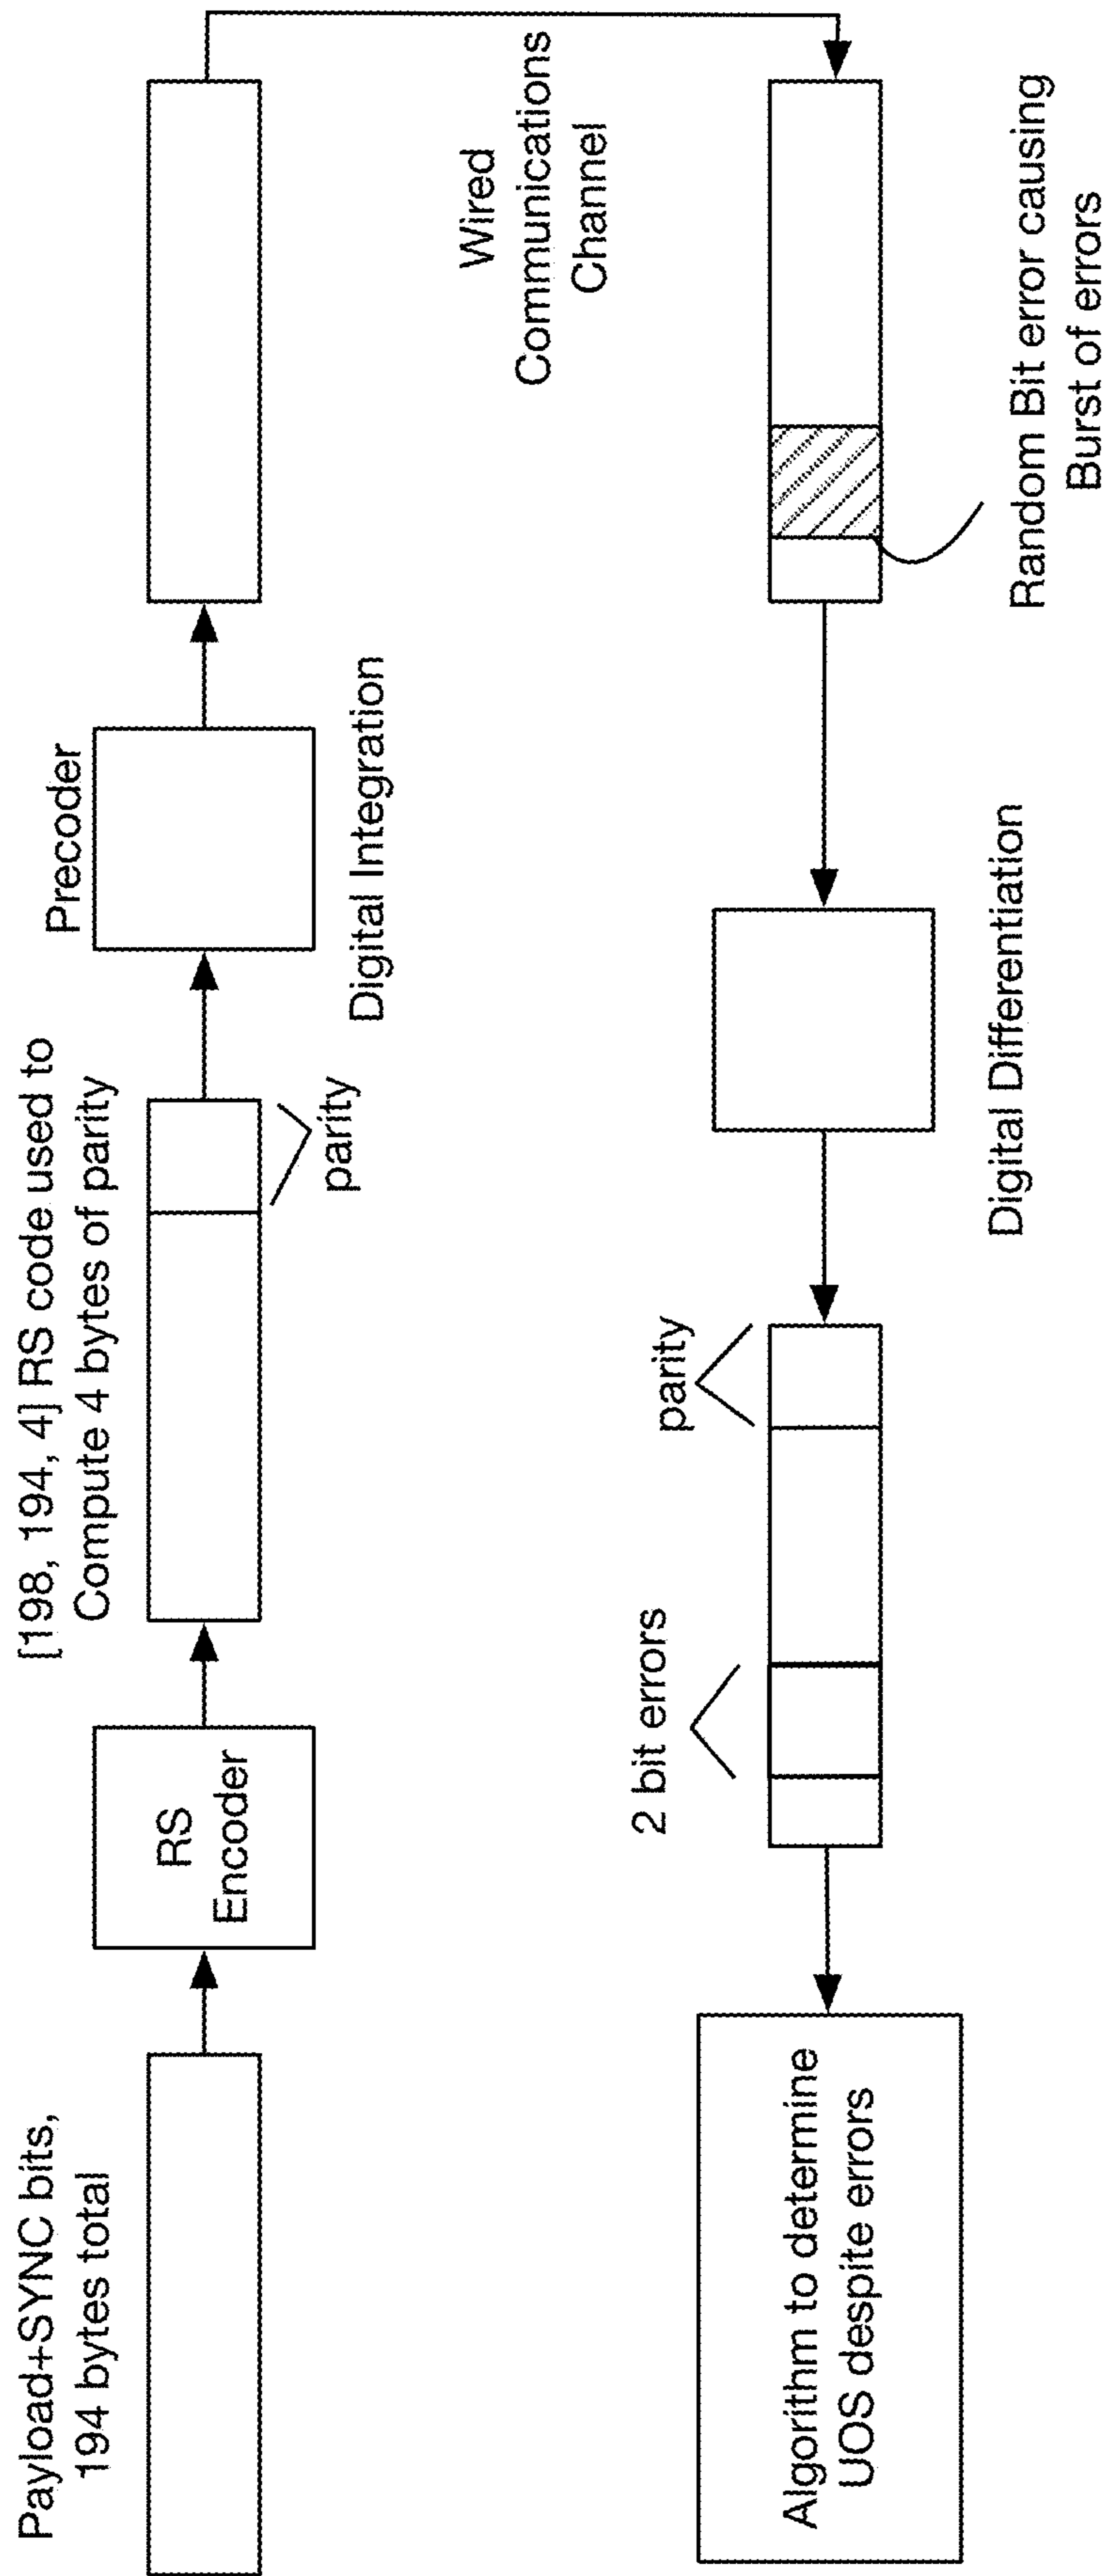 Payload+SYNC bits,
194 bytes total
RS
Encoder
[198, 194, 4] RS code used to
Compute 4 bytes of parity
parity
Precoder
Digital Integration
Wired
Communications
Channel
Random Bit error causing
Burst of errors
Digital Differentiation
parity
2 bit errors
Algorithm to determine
UOS despite errors